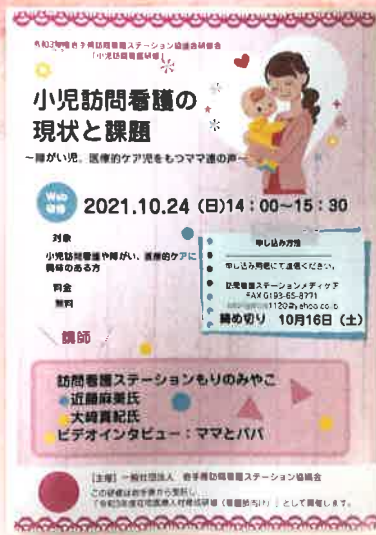 令和3年度岩手県訪問看護ステーション協議会研修会
「小児訪問看護研修」
小児訪問看護の
現状と課題
～障がい児、医療的ケア児をもつママ達の声～
Web
研修
2021.10.24 (日)14：00～15：30
対象
小児訪問看護や障がい、医療的ケアに
興味のある方
料金
無料
申し込み方法
申し込み用紙にて返信ください。
訪問看護ステーションメディケア
FAX 0193-65-8771
締め切り 10月16日（土）
講師
訪問看護ステーションもりのみやこ
近藤麻美氏
大﨑真紀氏
ビデオインタビュー：ママとパパ
［主催］一般社団法人 岩手県訪問看護ステーション協議会
この研修は岩手県から受託し、
「令和3年度在宅医療人材育成研修（看護師向け）」として開催します。